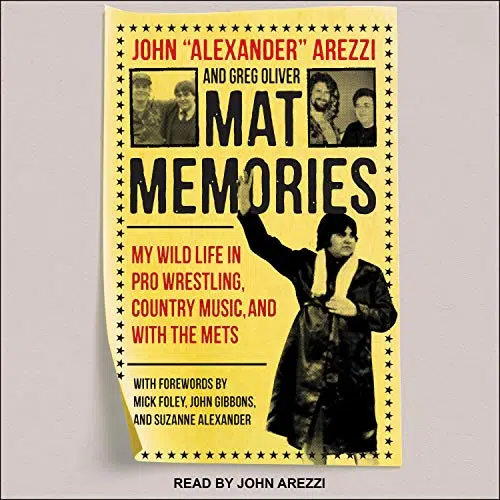 JOHN “ALEXANDER” AREZZI
AND GREG OLIVER
MAT
MEMORIES
MY WILD LIFE IN
PRO WRESTLING,
COUNTRY MUSIC, AND
WITH THE METS
WITH FOREWORDS BY
MICK FOLEY, JOHN GIBBONS,
AND SUZANNE ALEXANDER
READ BY JOHN AREZZI